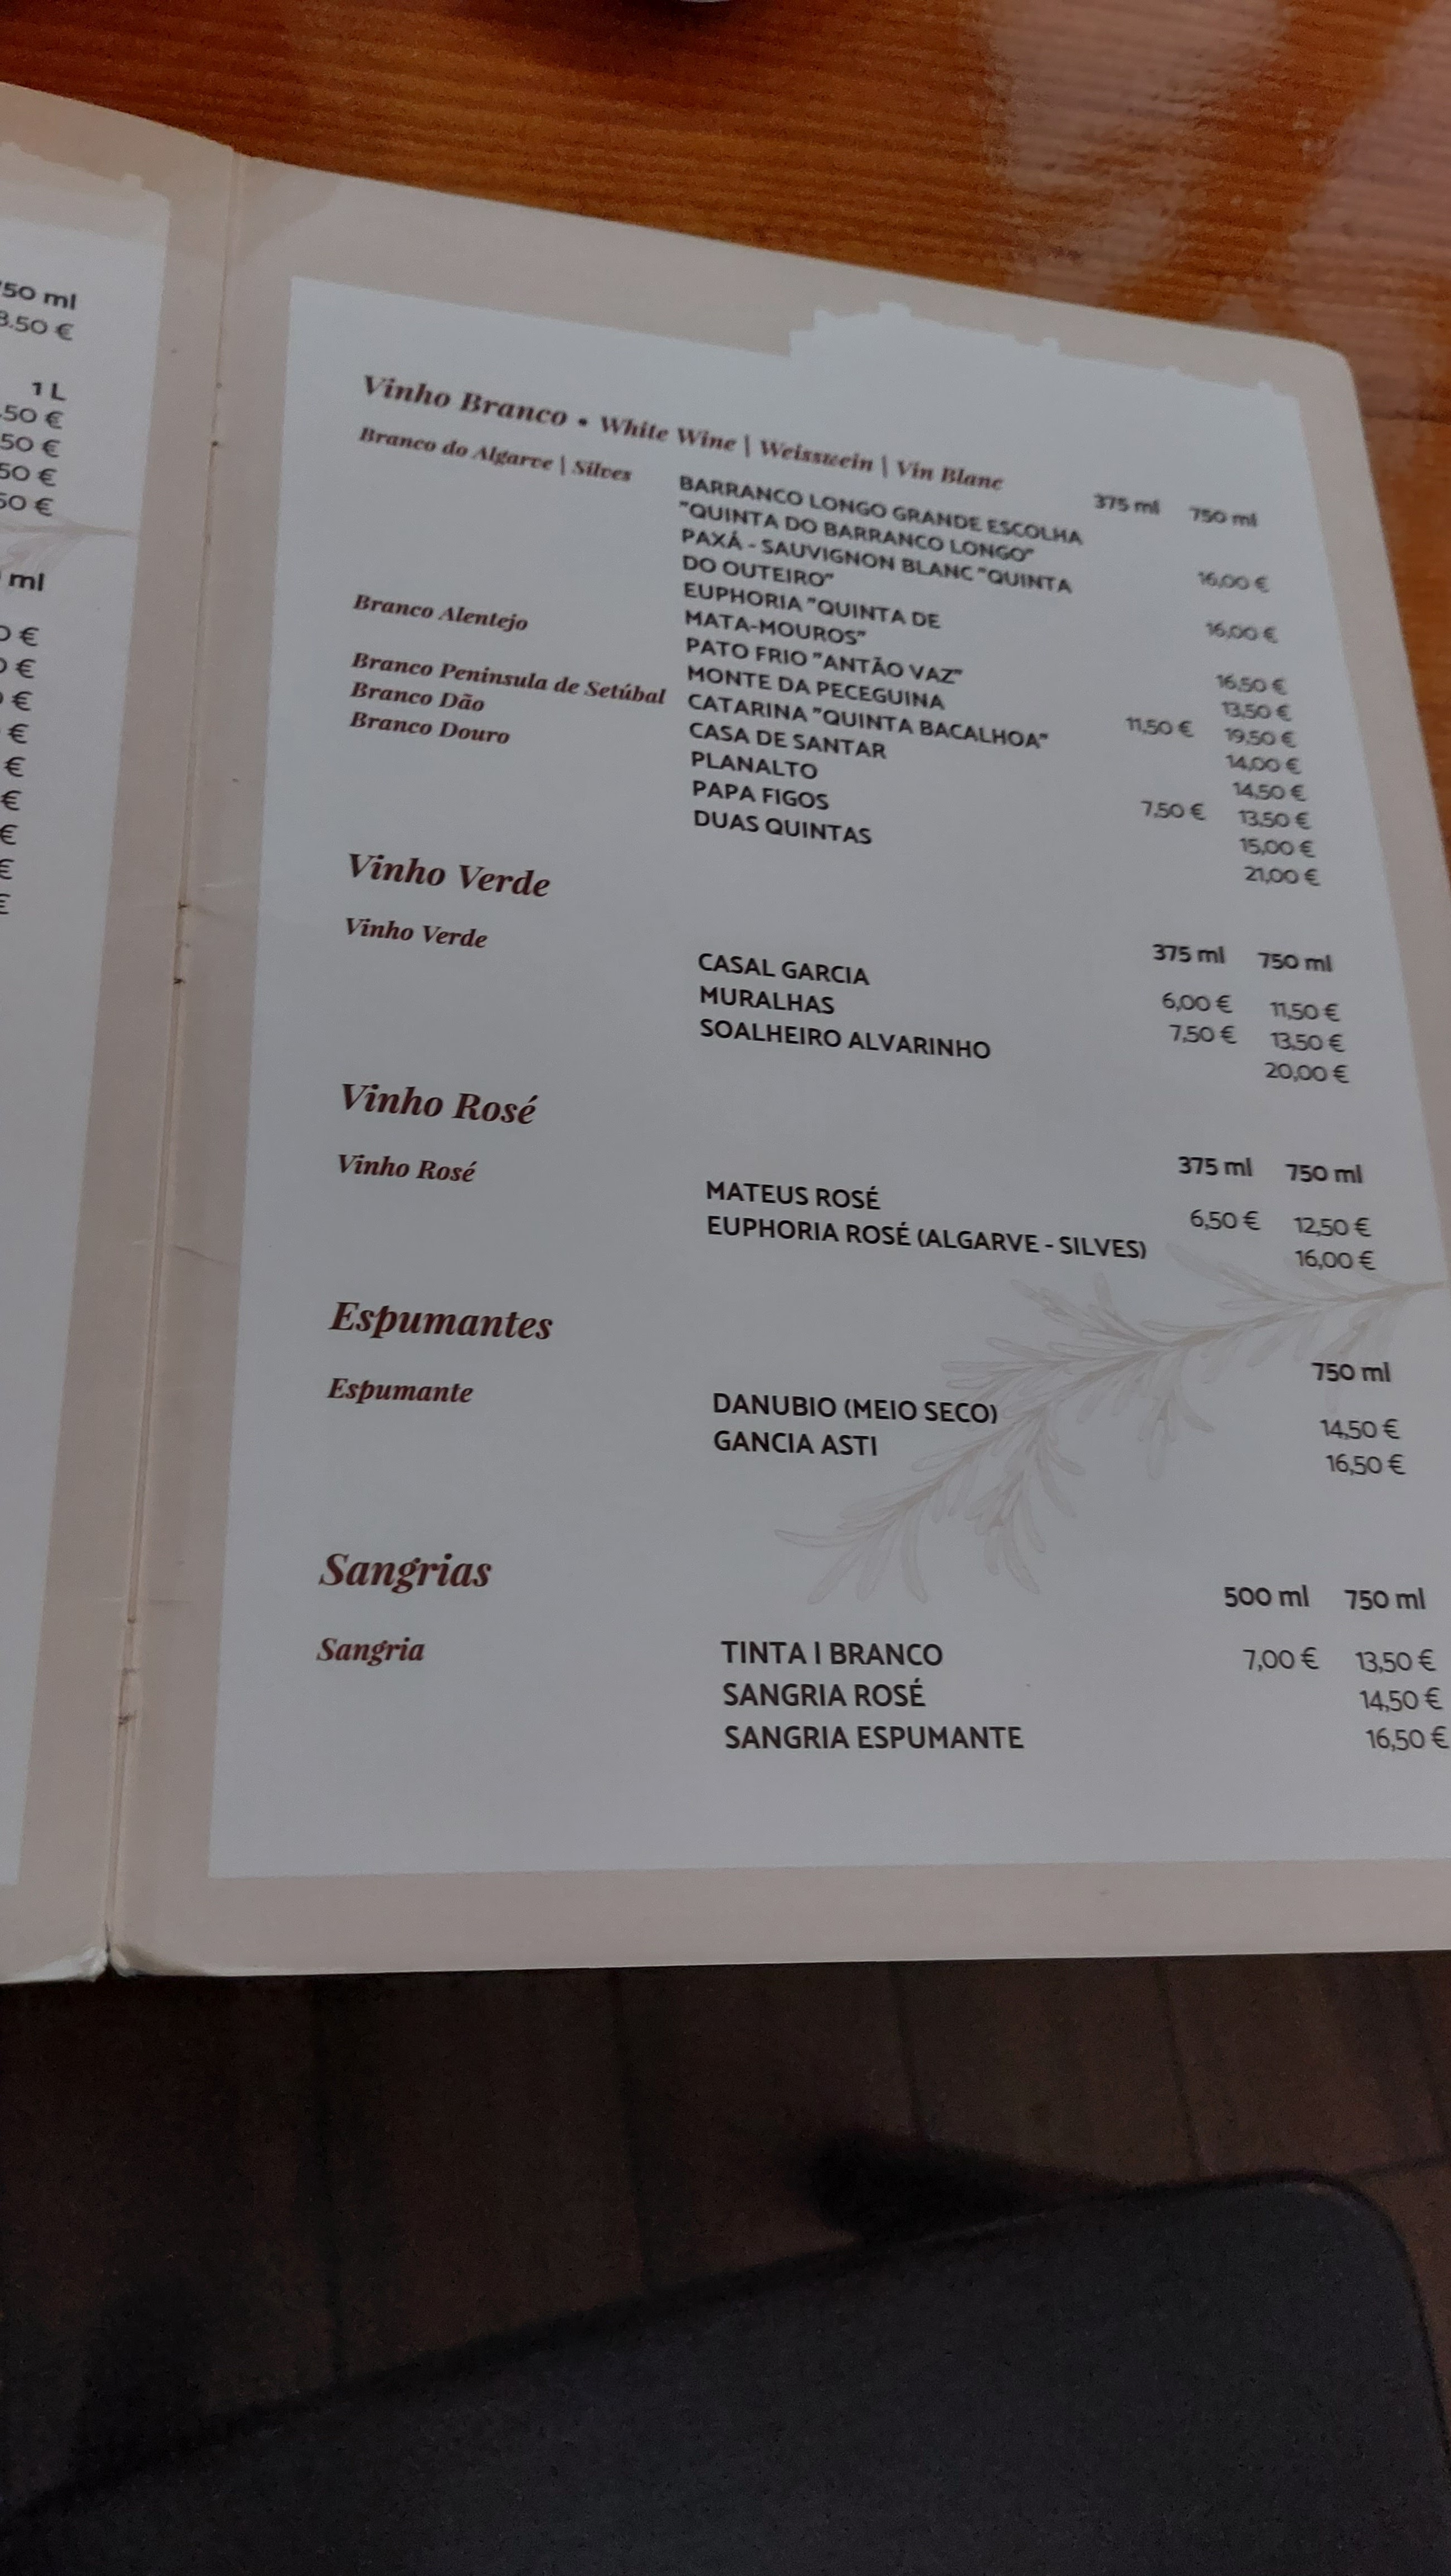 50 ml
3.50 €
1 L
.50 €
50 €
50 €
50 €
ml
€
€
€
€
€
€
€
€
€
Vinho Branco • White Wine | Weisswein | Vin Blanc
375 ml 750 ml
Branco do Algarve | Silves BARRANCO LONGO GRANDE ESCOLHA
"QUINTA DO BARRANCO LONGO" 16,00 €
PAXÁ - SAUVIGNON BLANC "QUINTA
DO OUTEIRO" 16,00 €
EUPHORIA "QUINTA DE
MATA-MOUROS" 16,50 €
Branco Alentejo PATO FRIO "ANTÃO VAZ" 13,50 €
MONTE DA PECEGUINA 11,50 € 19,50 €
Branco Peninsula de Setúbal CATARINA "QUINTA BACALHOA" 14,00 €
Branco Dão CASA DE SANTAR 14,50 €
Branco Douro PLANALTO 7,50 € 13,50 €
PAPA FIGOS 15,00 €
DUAS QUINTAS 21,00 €
Vinho Verde
375 ml 750 ml
Vinho Verde CASAL GARCIA 6,00 € 11,50 €
MURALHAS 7,50 € 13,50 €
SOALHEIRO ALVARINHO 20,00 €
Vinho Rosé
375 ml 750 ml
Vinho Rosé MATEUS ROSÉ 6,50 € 12,50 €
EUPHORIA ROSÉ (ALGARVE - SILVES) 16,00 €
Espumantes
750 ml
Espumante DANUBIO (MEIO SECO) 14,50 €
GANCIA ASTI 16,50 €
Sangrias
500 ml 750 ml
Sangria TINTA | BRANCO 7,00 € 13,50 €
SANGRIA ROSÉ 14,50 €
SANGRIA ESPUMANTE 16,50 €